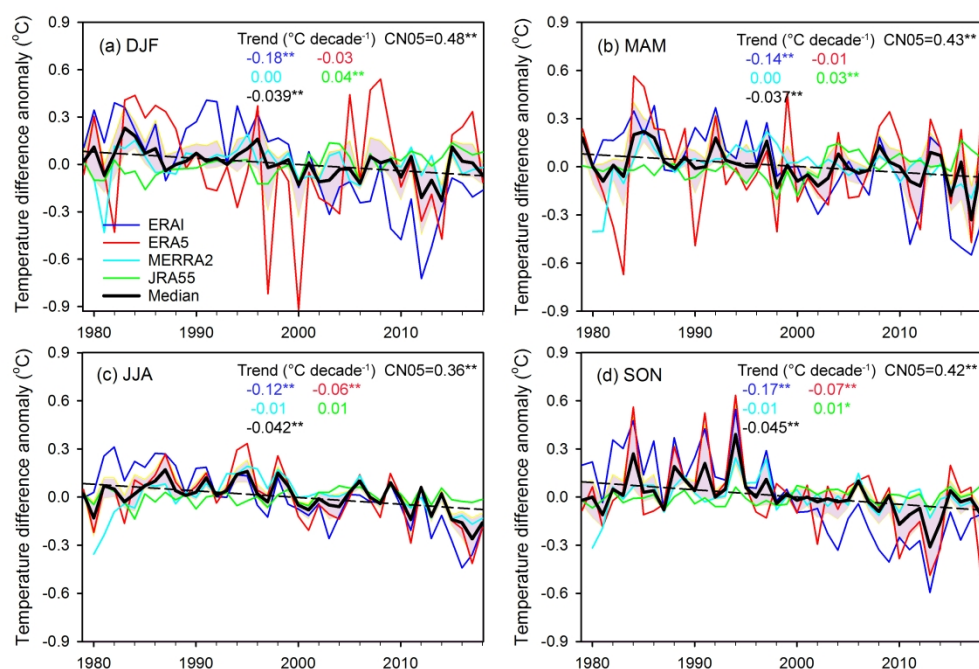 Temperature difference anomaly (°C)
0.9
0.6
0.3
0.0
-0.3
-0.6
-0.9
(a) DJF
Trend (°C decade⁻¹) CN05=0.48**
-0.18** -0.03
0.00 0.04**
-0.039**
ERAI
ERA5
MERRA2
JRA55
Median
1980 1990 2000 2010
Temperature difference anomaly (°C)
0.9
0.6
0.3
0.0
-0.3
-0.6
-0.9
(b) MAM
Trend (°C decade⁻¹) CN05=0.43**
-0.14** -0.01
0.00 0.03**
-0.037**
1980 1990 2000 2010
Temperature difference anomaly (°C)
0.9
0.6
0.3
0.0
-0.3
-0.6
-0.9
(c) JJA
Trend (°C decade⁻¹) CN05=0.36**
-0.12** -0.06**
-0.01 0.01
-0.042**
1980 1990 2000 2010
Temperature difference anomaly (°C)
0.9
0.6
0.3
0.0
-0.3
-0.6
-0.9
(d) SON
Trend (°C decade⁻¹) CN05=0.42**
-0.17** -0.07**
-0.01 0.01*
-0.045**
1980 1990 2000 2010